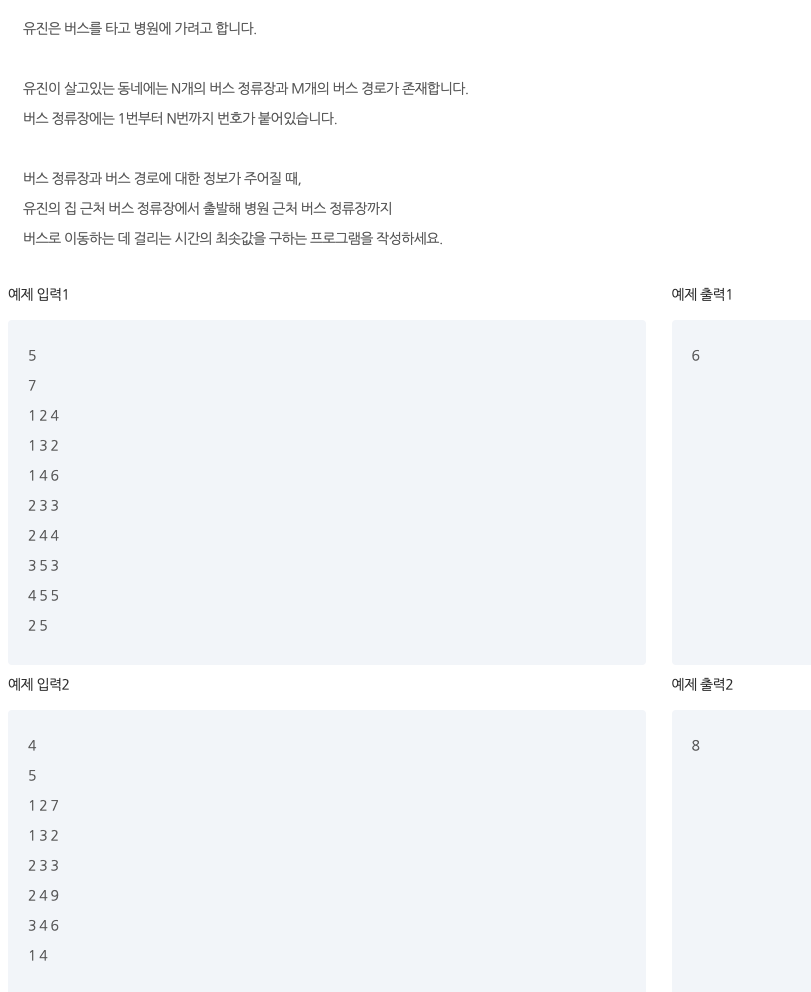 유진은 버스를 타고 병원에 가려고 합니다.
유진이 살고있는 동네에는 N개의 버스 정류장과 M개의 버스 경로가 존재합니다.
버스 정류장에는 1번부터 N번까지 번호가 붙어있습니다.
버스 정류장과 버스 경로에 대한 정보가 주어질 때,
유진의 집 근처 버스 정류장에서 출발해 병원 근처 버스 정류장까지
버스로 이동하는 데 걸리는 시간의 최솟값을 구하는 프로그램을 작성하세요.
예제 입력1
5
7
1 2 4
1 3 2
1 4 6
2 3 3
2 4 4
3 5 3
4 5 5
2 5
예제 출력1
6
예제 입력2
4
5
1 2 7
1 3 2
2 3 3
2 4 9
3 4 6
1 4
예제 출력2
8